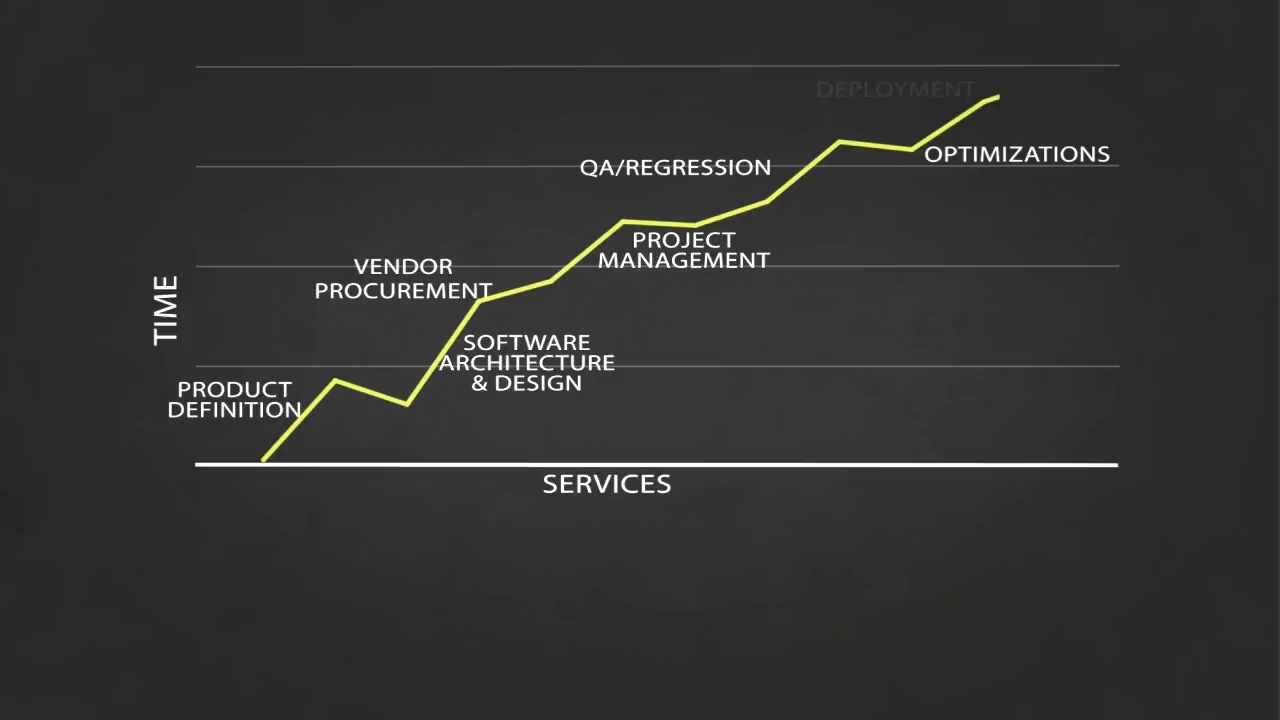 DEPLOYMENT
OPTIMIZATIONS
QA/REGRESSION
PROJECT
MANAGEMENT
VENDOR
PROCUREMENT
SOFTWARE
ARCHITECTURE
& DESIGN
PRODUCT
DEFINITION
TIME
SERVICES